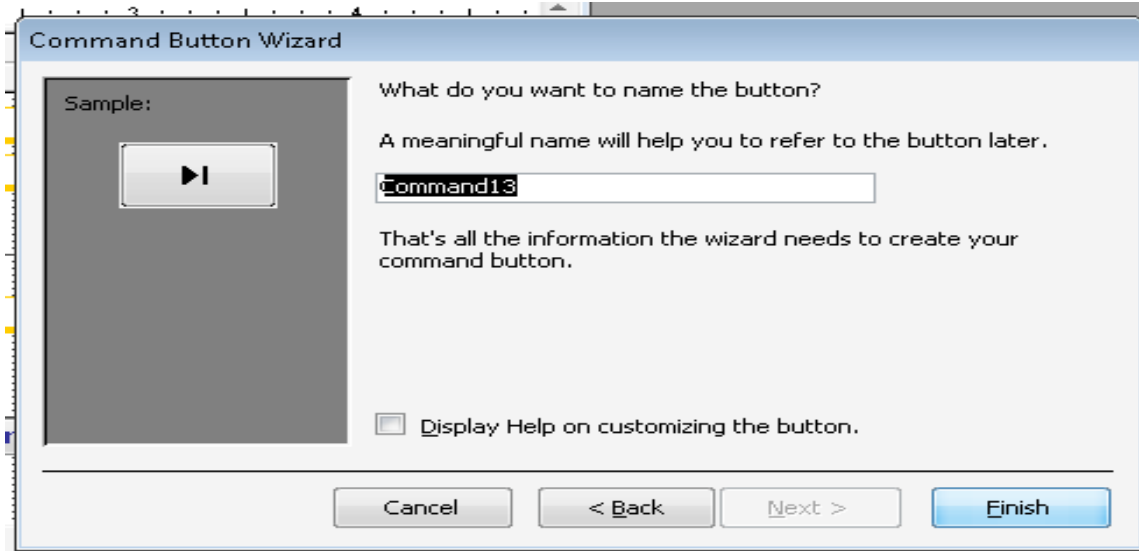 3 4
Command Button Wizard
Sample:
What do you want to name the button?
A meaningful name will help you to refer to the button later.
Command13
That's all the information the wizard needs to create your
command button.
Display Help on customizing the button.
Cancel
< Back
Next >
Finish